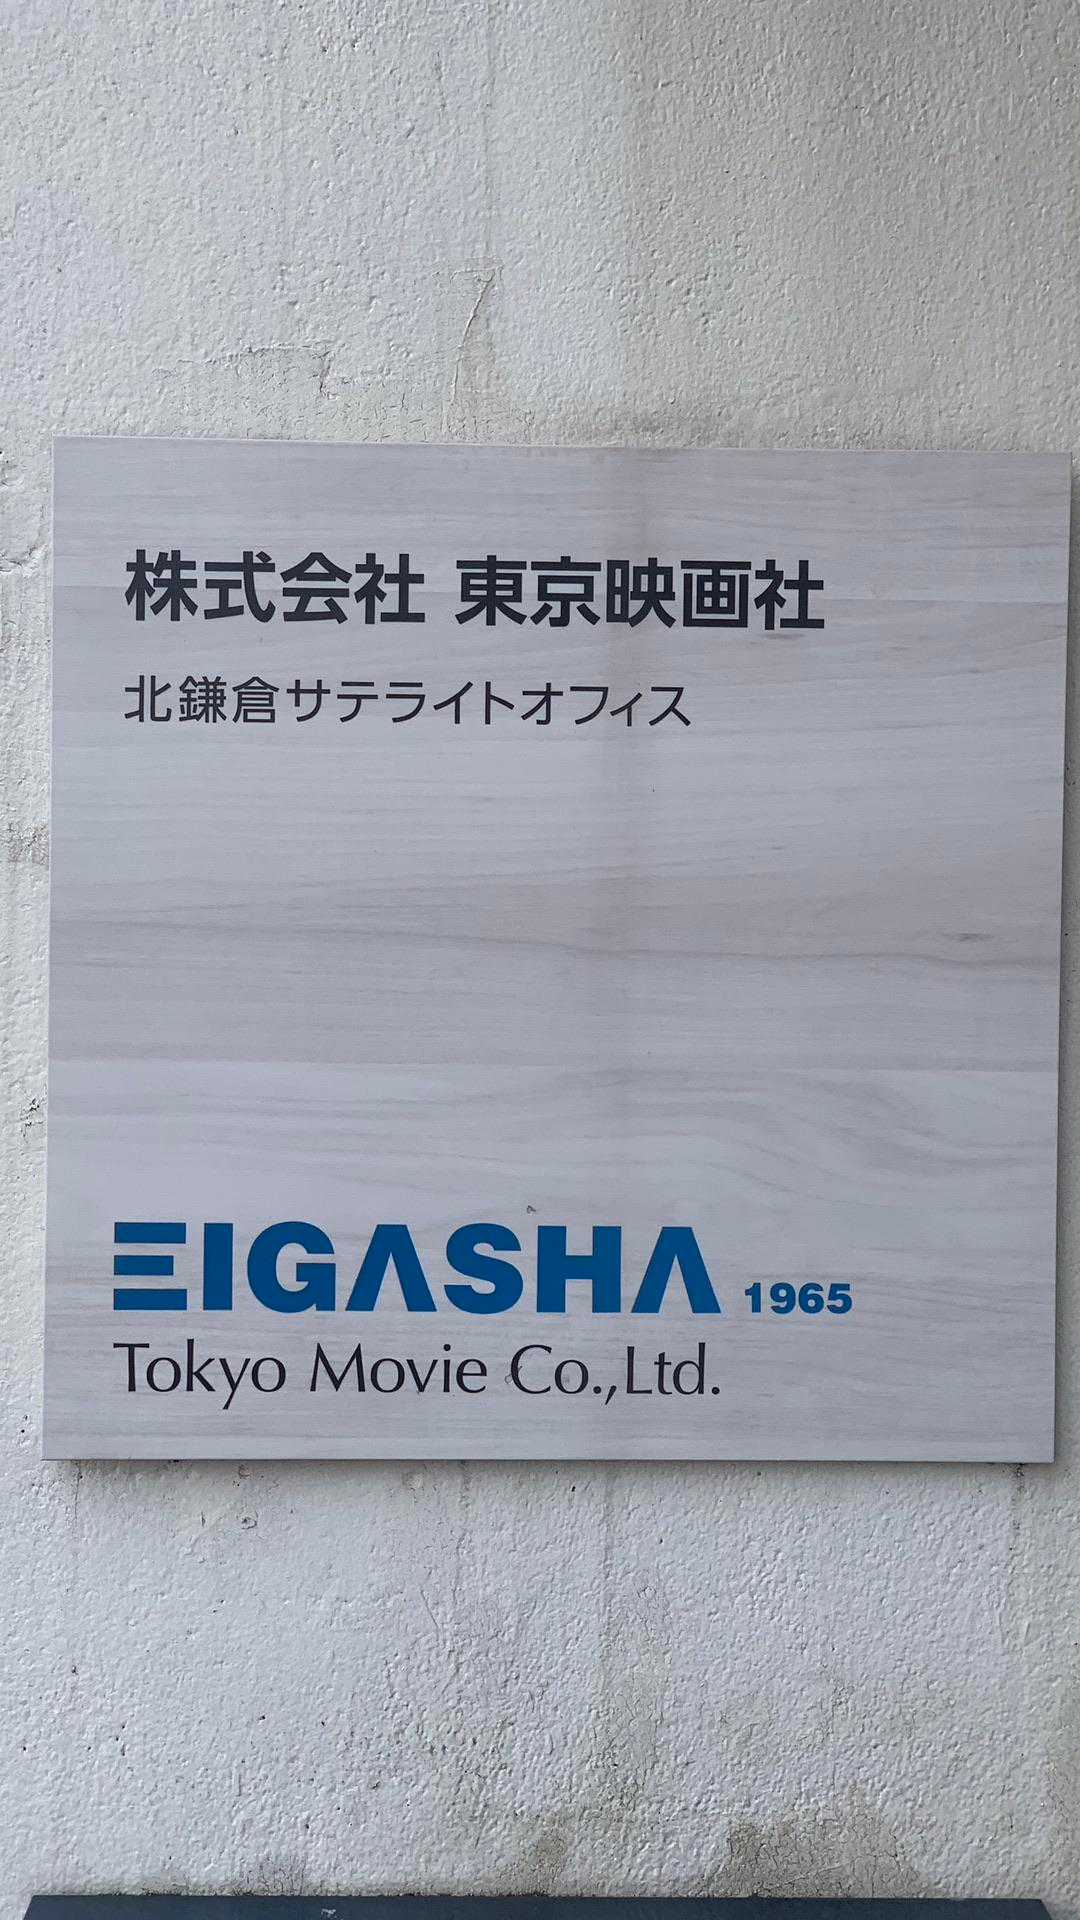 株式会社 東京映画社
北鎌倉サテライトオフィス
EIGASHA 1965
Tokyo Movie Co.,Ltd.